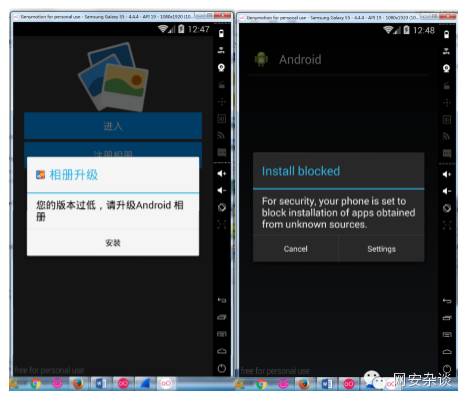 Genymotion for personal use - Samsung Galaxy S5 - 4.4.4 - API 19 - 1080x1920 (10...
12:47
进入
注册相册
相册升级
您的版本过低，请升级Android 相
册
安装
free for personal use
Genymotion for personal use - Samsung Galaxy S5 - 4.4.4 - API 19 - 1080x1920 (10...
12:48
Android
Install blocked
For security, your phone is set to
block installation of apps obtained
from unknown sources.
Cancel
Settings
free for personal use
网安杂谈